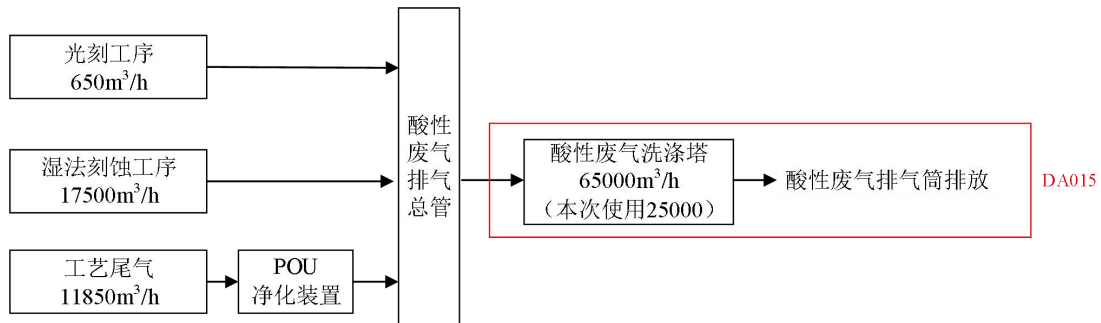 光刻工序
650m³/h
湿法刻蚀工序
17500m³/h
工艺尾气
11850m³/h
POU
净化装置
酸性
废气
排气
总管
酸性废气洗涤塔
65000m³/h
（本次使用25000）
酸性废气排气筒排放
DA015